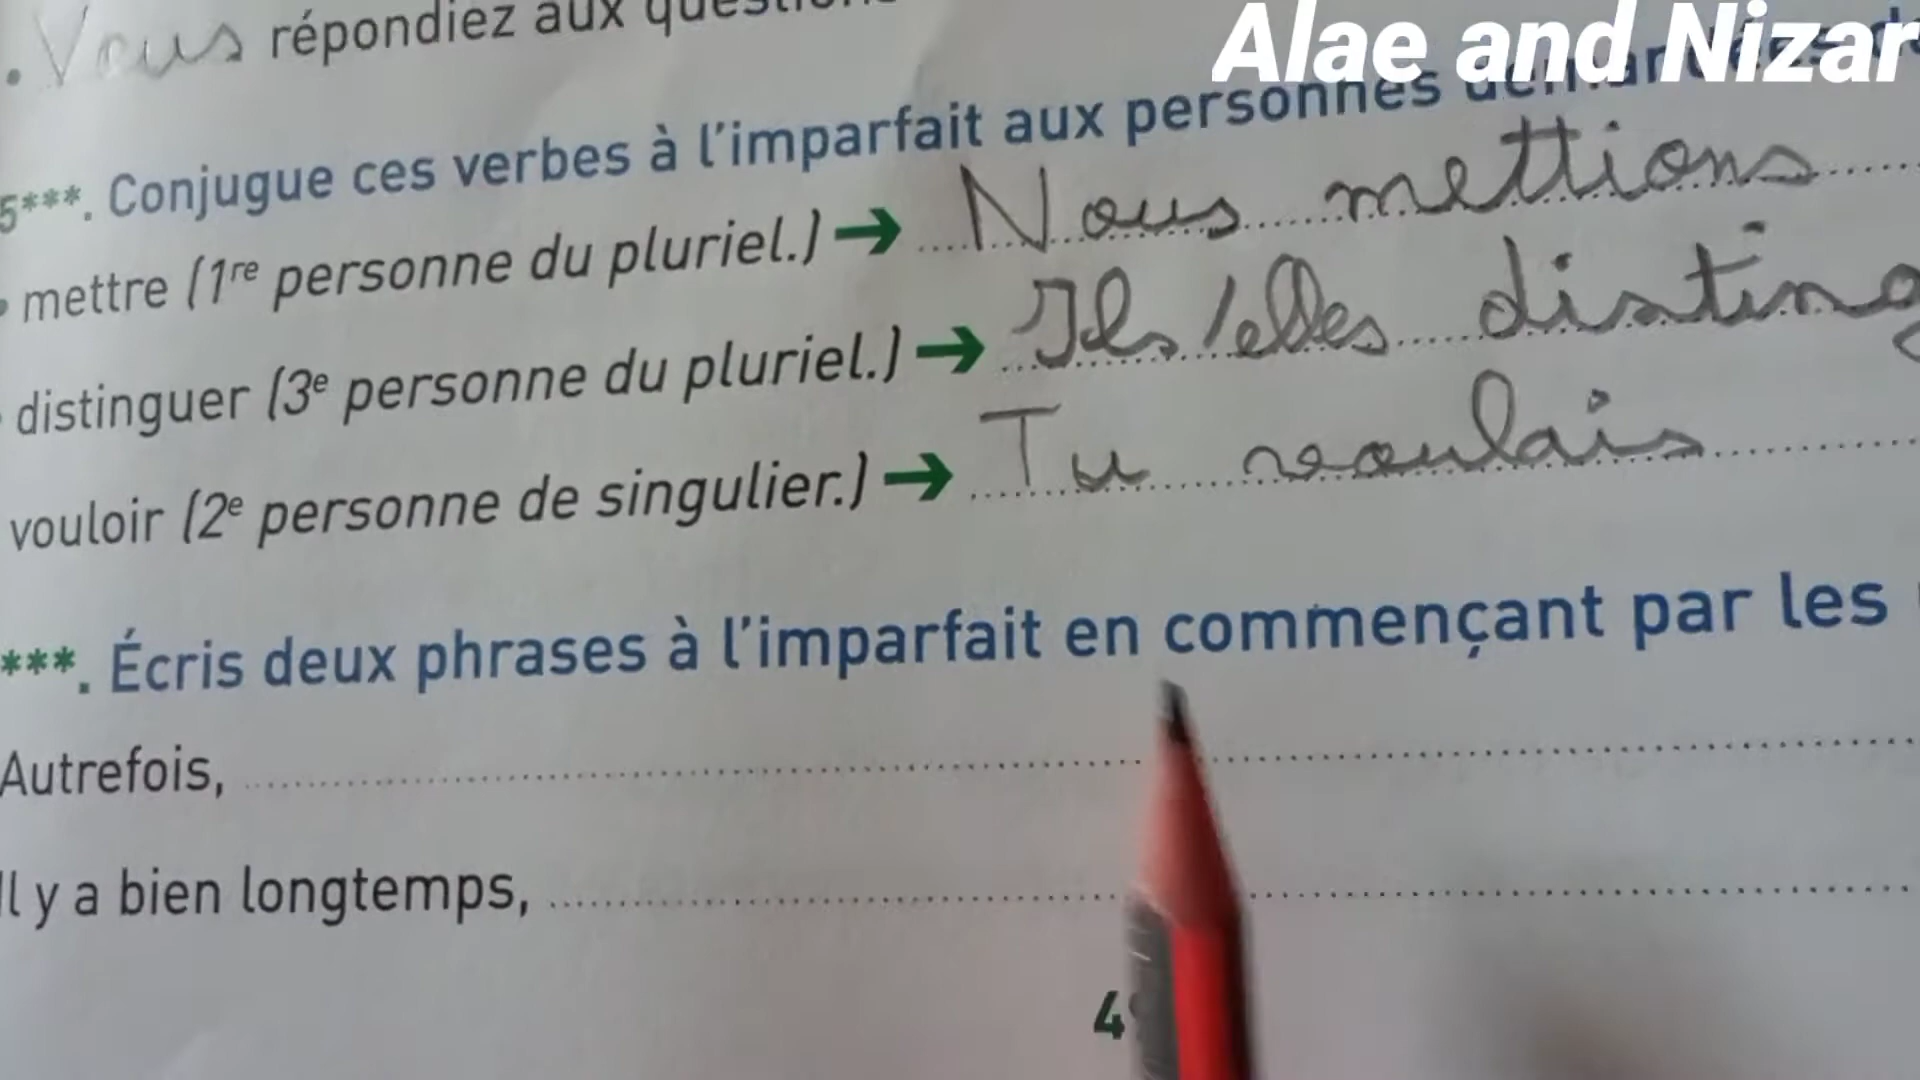 Alae and Nizar
. Vous répondiez aux questions
5***. Conjugue ces verbes à l'imparfait aux personnes demandées
• mettre (1re personne du pluriel.) → Nous mettions
distinguer (3e personne du pluriel.) → Ils/elles disting
vouloir (2e personne de singulier.) → Tu voulais
***. Écris deux phrases à l'imparfait en commençant par les
Autrefois,
Il y a bien longtemps,
4